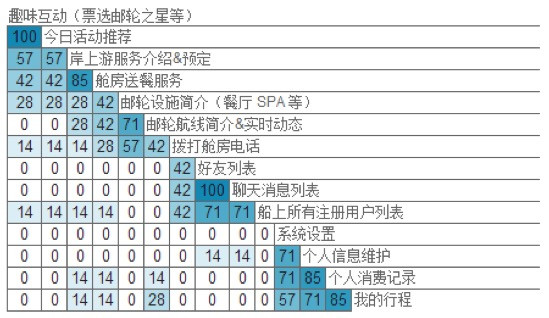 趣味互动（票选邮轮之星等）
100 今日活动推荐
57 57 岸上游服务介绍&预定
42 42 85 舱房送餐服务
28 28 28 42 邮轮设施简介（餐厅 SPA 等）
0 0 28 42 71 邮轮航线简介&实时动态
14 14 14 28 57 42 拨打舱房电话
0 0 0 0 0 0 42 好友列表
0 0 0 0 0 0 42 100 聊天消息列表
14 14 14 14 0 0 42 71 71 船上所有注册用户列表
0 0 0 0 0 0 0 0 0 0 系统设置
0 0 0 0 0 0 0 14 14 0 71 个人信息维护
0 0 14 14 0 14 0 0 0 0 71 85 个人消费记录
0 0 14 14 0 28 0 0 0 0 57 71 85 我的行程